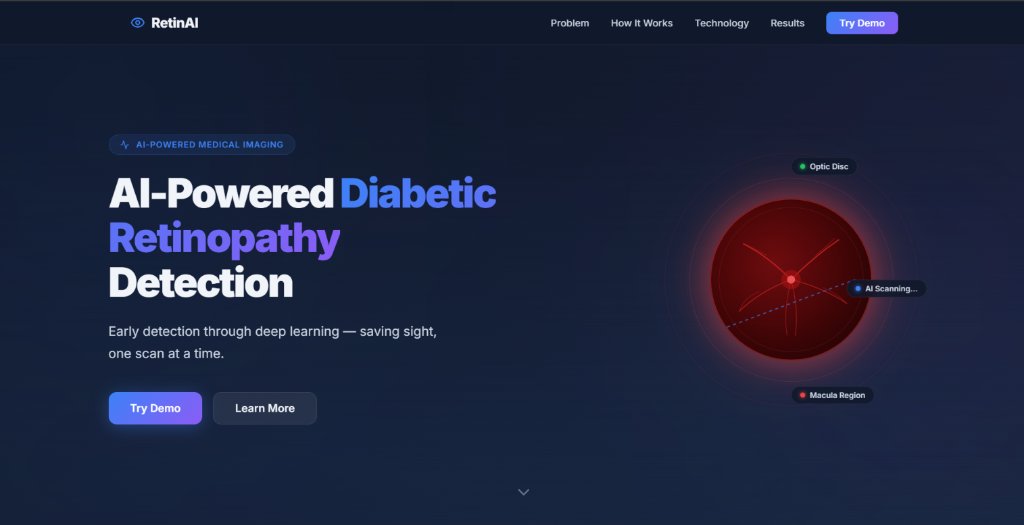 RetinAI
Problem
How It Works
Technology
Results
Try Demo
AI-POWERED MEDICAL IMAGING
AI-Powered Diabetic
Retinopathy
Detection
Early detection through deep learning — saving sight,
one scan at a time.
Try Demo
Learn More
Optic Disc
AI Scanning...
Macula Region